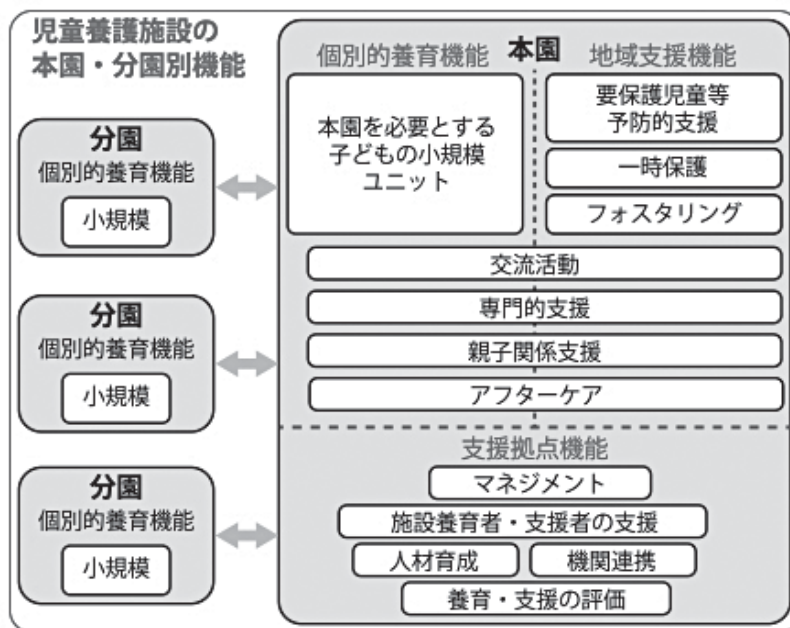 児童養護施設の
本園・分園別機能
分園
個別的養育機能
小規模
分園
個別的養育機能
小規模
分園
個別的養育機能
小規模
本園
個別的養育機能
本園を必要とする
子どもの小規模
ユニット
地域支援機能
要保護児童等
予防的支援
一時保護
フォスタリング
交流活動
専門的支援
親子関係支援
アフターケア
支援拠点機能
マネジメント
施設養育者・支援者の支援
人材育成
機関連携
養育・支援の評価